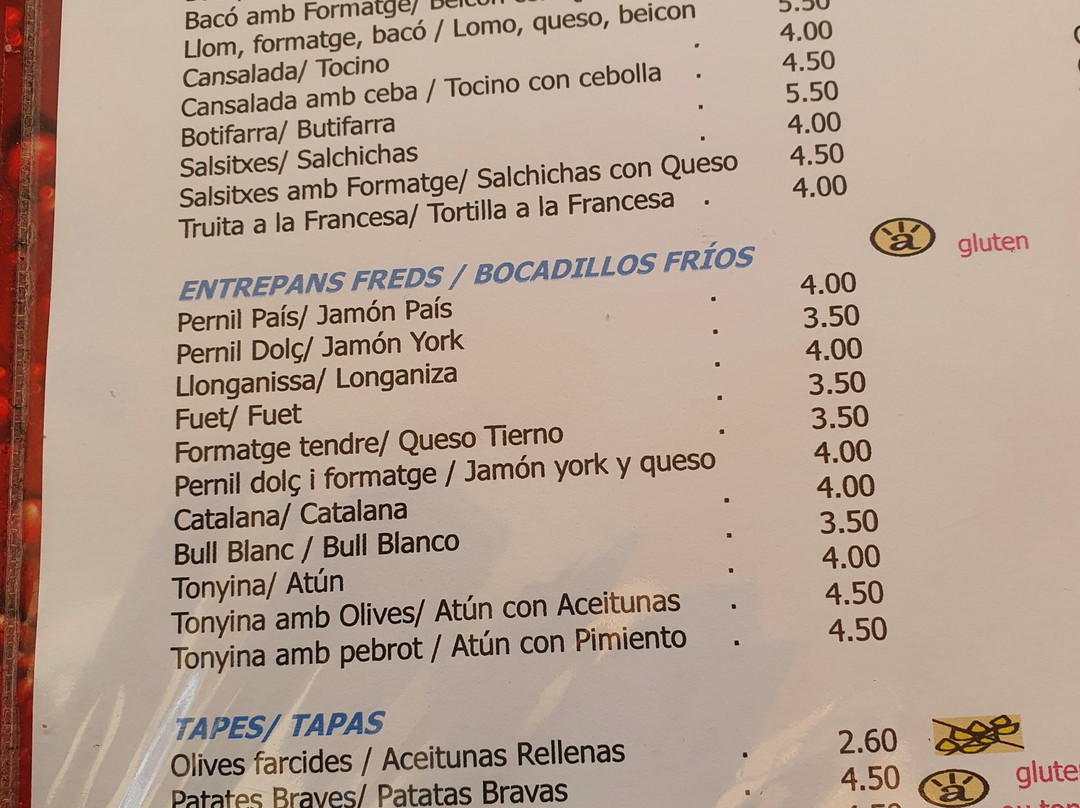 Bacó amb Formatge/
Llom, formatge, bacó / Lomo, queso, beicon 5.50
Cansalada/ Tocino . 4.00
Cansalada amb ceba / Tocino con cebolla . 4.50
Botifarra/ Butifarra . 5.50
Salsitxes/ Salchichas . 4.00
Salsitxes amb Formatge/ Salchichas con Queso 4.50
Truita a la Francesa/ Tortilla a la Francesa . 4.00
ENTREPANS FREDS / BOCADILLOS FRÍOS a gluten
Pernil País/ Jamón País . 4.00
Pernil Dolç/ Jamón York . 3.50
Llonganissa/ Longaniza . 4.00
Fuet/ Fuet . 3.50
Formatge tendre/ Queso Tierno . 3.50
Pernil dolç i formatge / Jamón york y queso 4.00
Catalana/ Catalana . 4.00
Bull Blanc / Bull Blanco . 3.50
Tonyina/ Atún . 4.00
Tonyina amb Olives/ Atún con Aceitunas . 4.50
Tonyina amb pebrot / Atún con Pimiento . 4.50
TAPES/ TAPAS
Olives farcides / Aceitunas Rellenas . 2.60
Patates Braves/ Patatas Bravas . 4.50 a glute